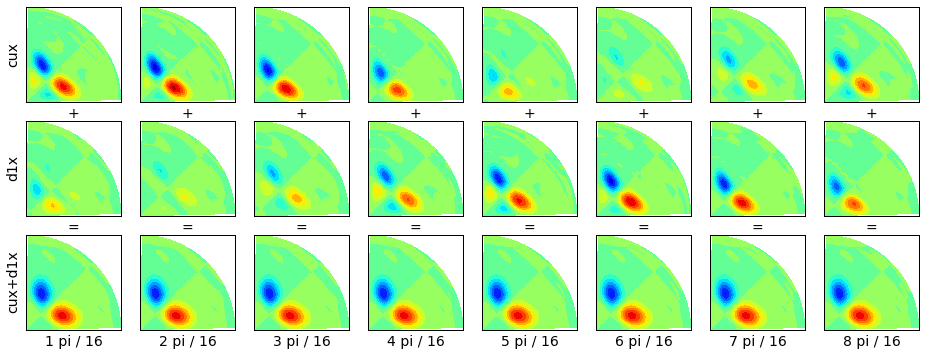 cux
+ + + + + + + +
d1x
= = = = = = = =
cux+d1x
1 pi / 16 2 pi / 16 3 pi / 16 4 pi / 16 5 pi / 16 6 pi / 16 7 pi / 16 8 pi / 16